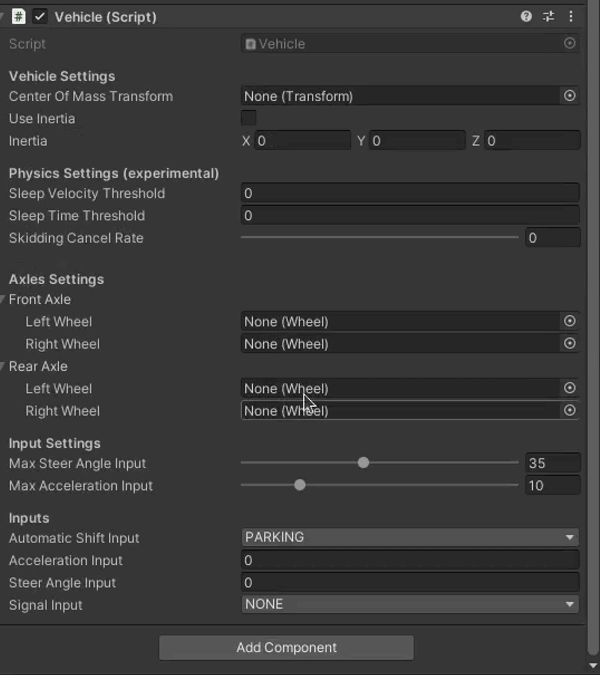 # Vehicle (Script)
Script # Vehicle
Vehicle Settings
Center Of Mass Transform None (Transform)
Use Inertia
Inertia X 0 Y 0 Z 0
Physics Settings (experimental)
Sleep Velocity Threshold 0
Sleep Time Threshold 0
Skidding Cancel Rate 0
Axles Settings
Front Axle
Left Wheel None (Wheel)
Right Wheel None (Wheel)
Rear Axle
Left Wheel None (Wheel)
Right Wheel None (Wheel)
Input Settings
Max Steer Angle Input 35
Max Acceleration Input 10
Inputs
Automatic Shift Input PARKING
Acceleration Input 0
Steer Angle Input 0
Signal Input NONE
Add Component